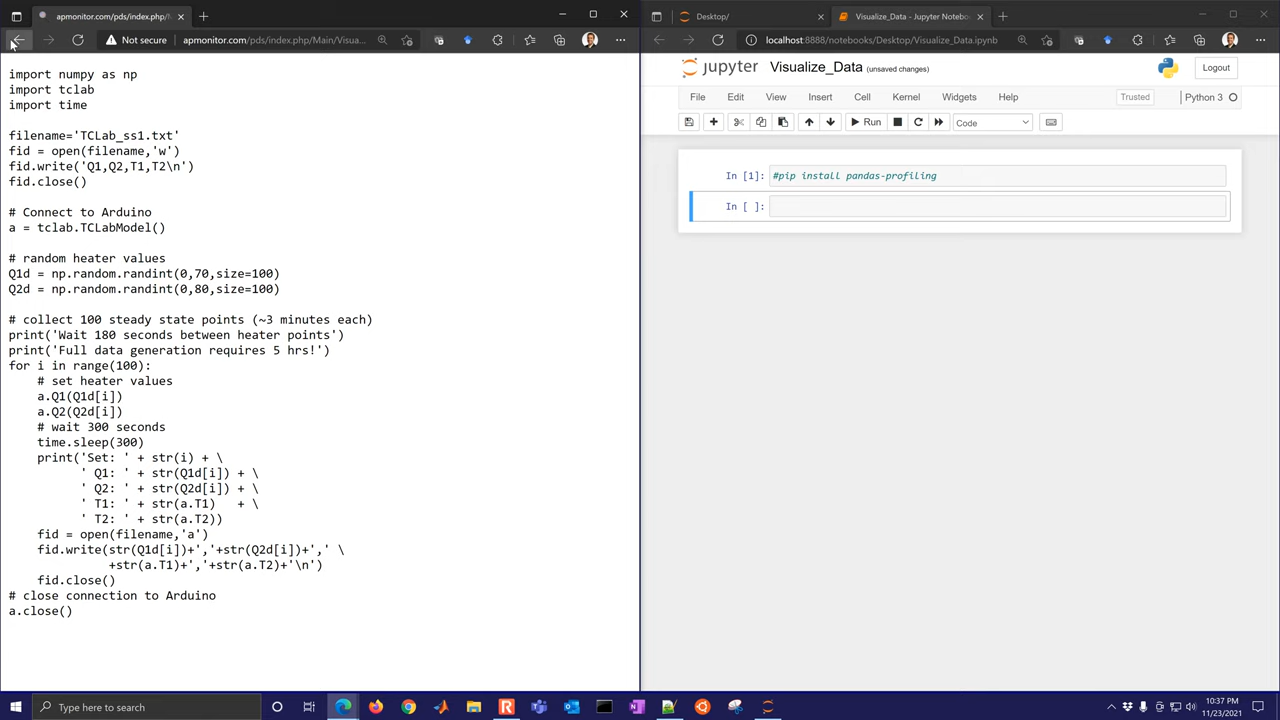 apmonitor.com/pds/index.php/
Not secure
apmonitor.com/pds/index.php/Main/Visua...
import numpy as np
import tclab
import time
filename='TCLab_ss1.txt'
fid = open(filename,'w')
fid.write('Q1,Q2,T1,T2\n')
fid.close()
# Connect to Arduino
a = tclab.TCLabModel()
# random heater values
Q1d = np.random.randint(0,70,size=100)
Q2d = np.random.randint(0,80,size=100)
# collect 100 steady state points (~3 minutes each)
print('Wait 180 seconds between heater points')
print('Full data generation requires 5 hrs!')
for i in range(100):
    # set heater values
    a.Q1(Q1d[i])
    a.Q2(Q2d[i])
    # wait 300 seconds
    time.sleep(300)
    print('Set: ' + str(i) + \
          ' Q1: ' + str(Q1d[i]) + \
          ' Q2: ' + str(Q2d[i]) + \
          ' T1: ' + str(a.T1)   + \
          ' T2: ' + str(a.T2))
    fid = open(filename,'a')
    fid.write(str(Q1d[i])+','+str(Q2d[i])+',' \
              +str(a.T1)+','+str(a.T2)+'\n')
    fid.close()
# close connection to Arduino
a.close()
Desktop/
Visualize_Data - Jupyter Noteboo
localhost:8888/notebooks/Desktop/Visualize_Data.ipynb
jupyter Visualize_Data (unsaved changes)
Logout
File Edit View Insert Cell Kernel Widgets Help
Trusted
Python 3
Run
Code
In [1]: #pip install pandas-profiling
In [ ]:
Type here to search
10:37 PM
11/23/2021